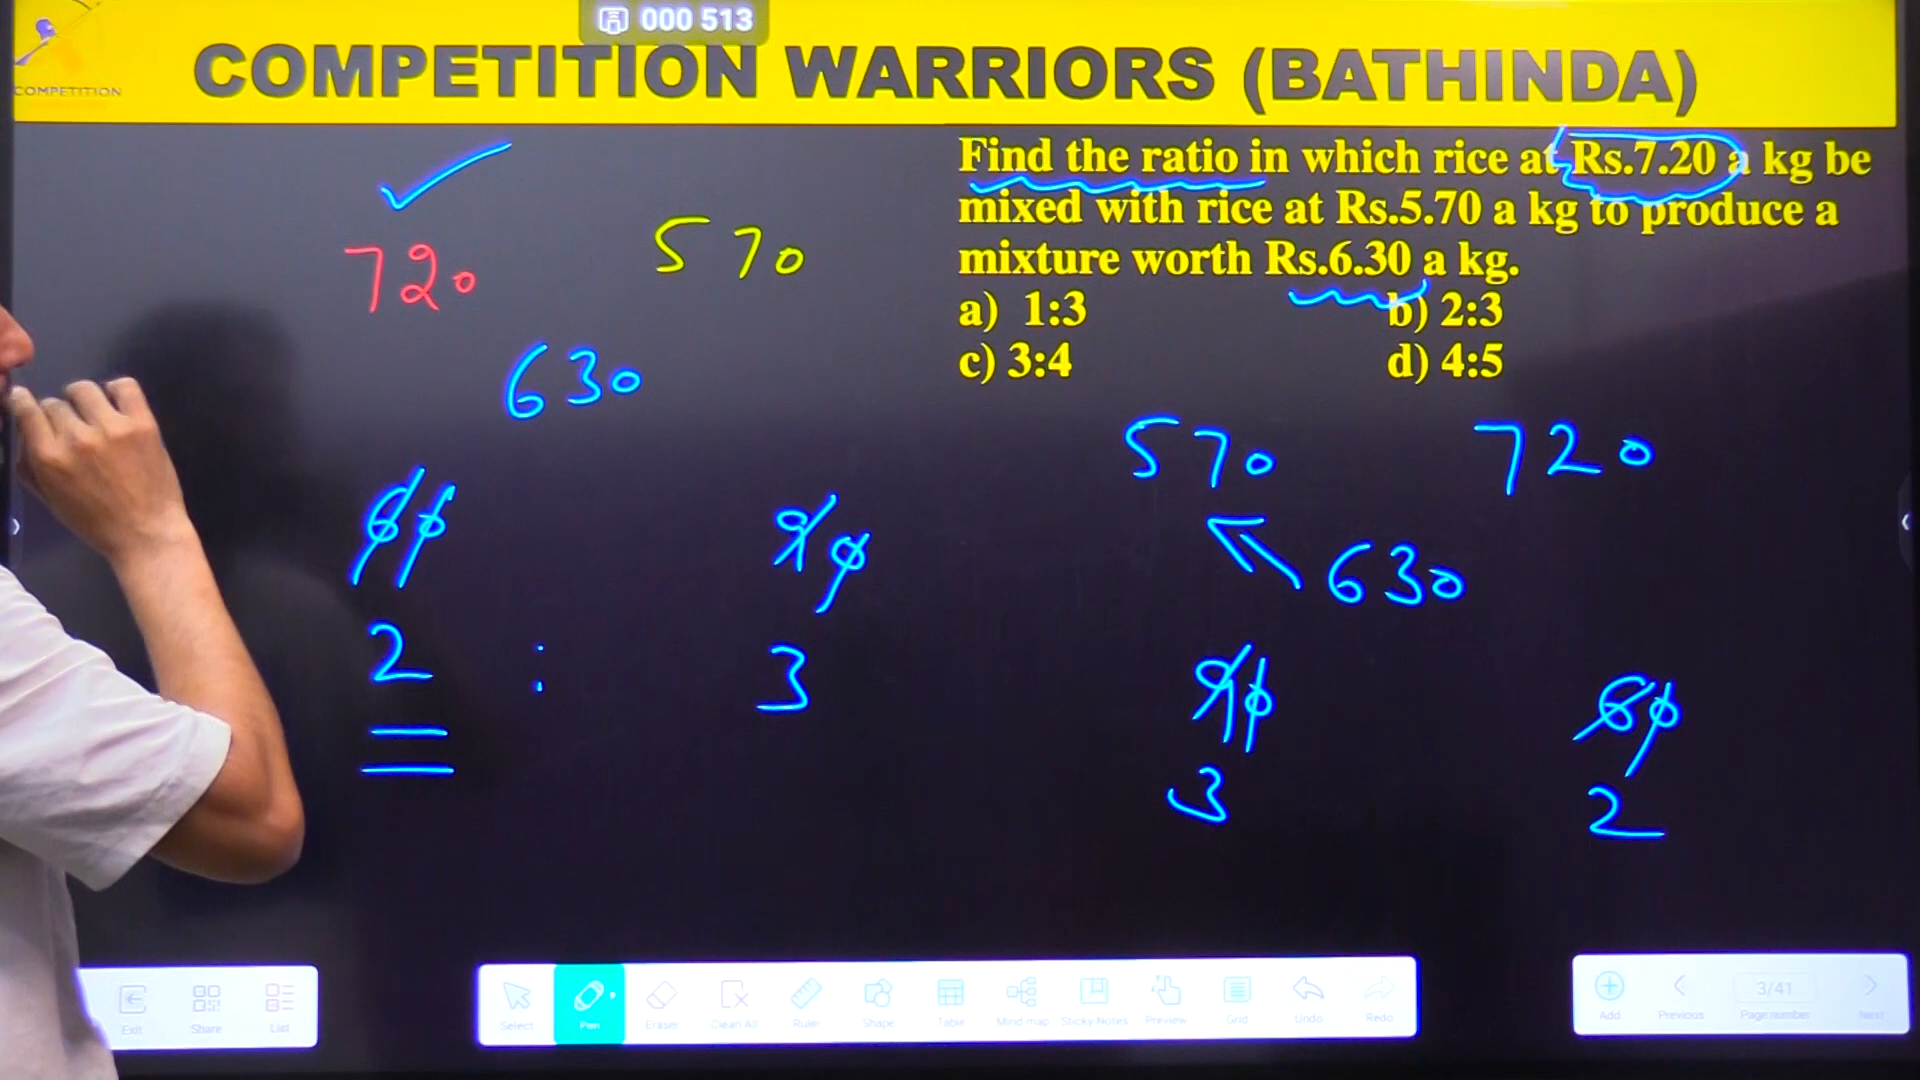 000 513
COMPETITION
COMPETITION WARRIORS (BATHINDA)
Find the ratio in which rice at Rs.7.20 a kg be
mixed with rice at Rs.5.70 a kg to produce a
mixture worth Rs.6.30 a kg.
a) 1:3 b) 2:3
c) 3:4 d) 4:5
720 570
630
60 90
2 : 3
570 720
630
90 60
3 2
Exit Share List
Select Pen Eraser Clean All Ruler Shape Table Mind map Sticky Notes Preview Grid Undo Redo
Add Previous 3/41 Page number Next